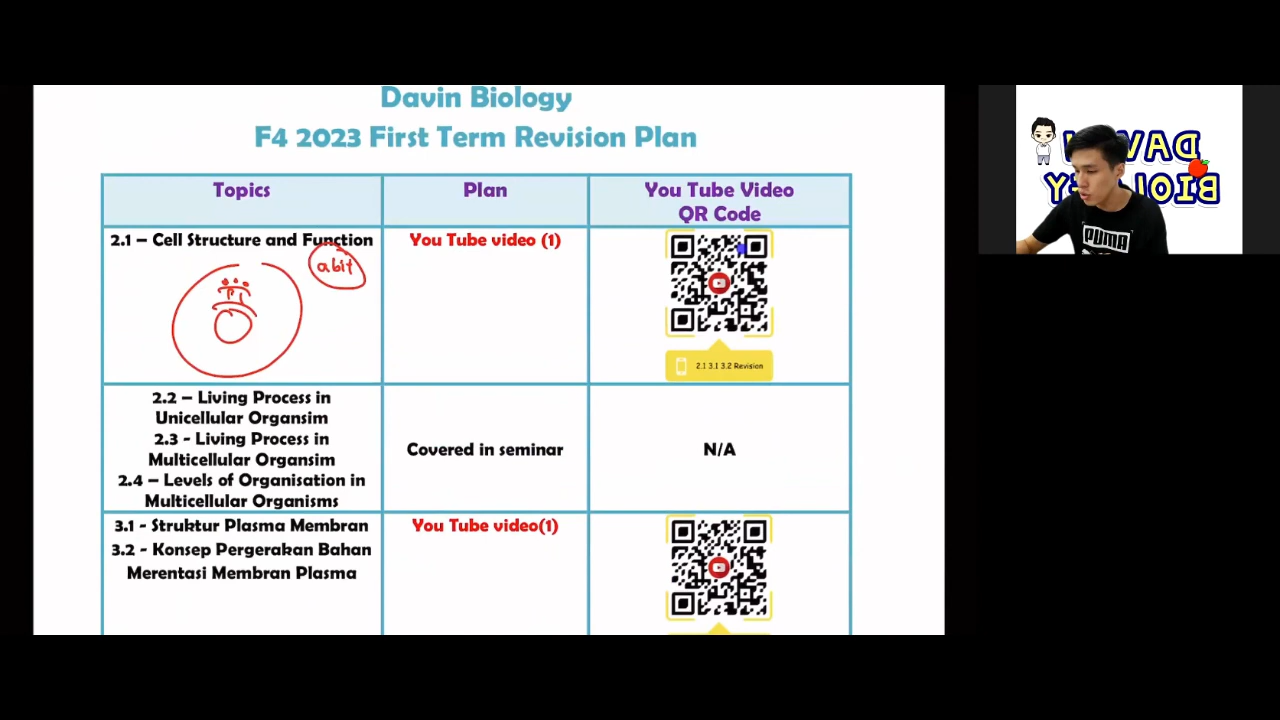 Davin Biology
F4 2023 First Term Revision Plan
Topics
Plan
You Tube Video
QR Code
2.1 – Cell Structure and Function
abit
You Tube video (1)
2.1 3.1 3.2 Revision
2.2 – Living Process in
Unicellular Organsim
2.3 - Living Process in
Multicellular Organsim
2.4 – Levels of Organisation in
Multicellular Organisms
Covered in seminar
N/A
3.1 - Struktur Plasma Membran
3.2 - Konsep Pergerakan Bahan
Merentasi Membran Plasma
You Tube video(1)
PUMA